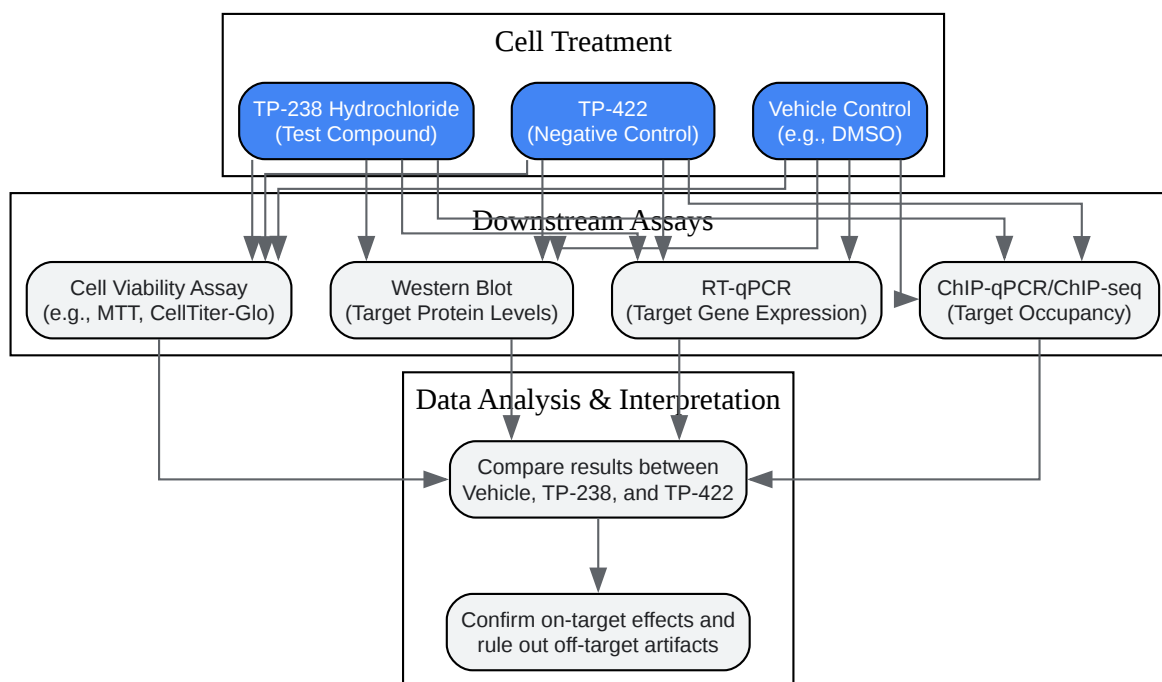 Cell Treatment
TP-238 Hydrochloride
(Test Compound)
TP-422
(Negative Control)
Vehicle Control
(e.g., DMSO)
Downstream Assays
Cell Viability Assay
(e.g., MTT, CellTiter-Glo)
Western Blot
(Target Protein Levels)
RT-qPCR
(Target Gene Expression)
ChIP-qPCR/ChIP-seq
(Target Occupancy)
Data Analysis & Interpretation
Compare results between
Vehicle, TP-238, and TP-422
Confirm on-target effects and
rule out off-target artifacts